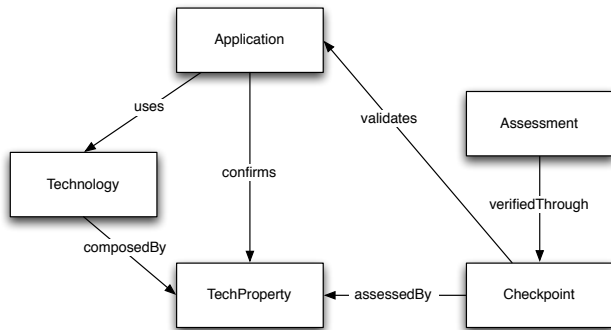 Application
uses
validates
Assessment
Technology
confirms
verifiedThrough
composedBy
TechProperty
assessedBy
Checkpoint